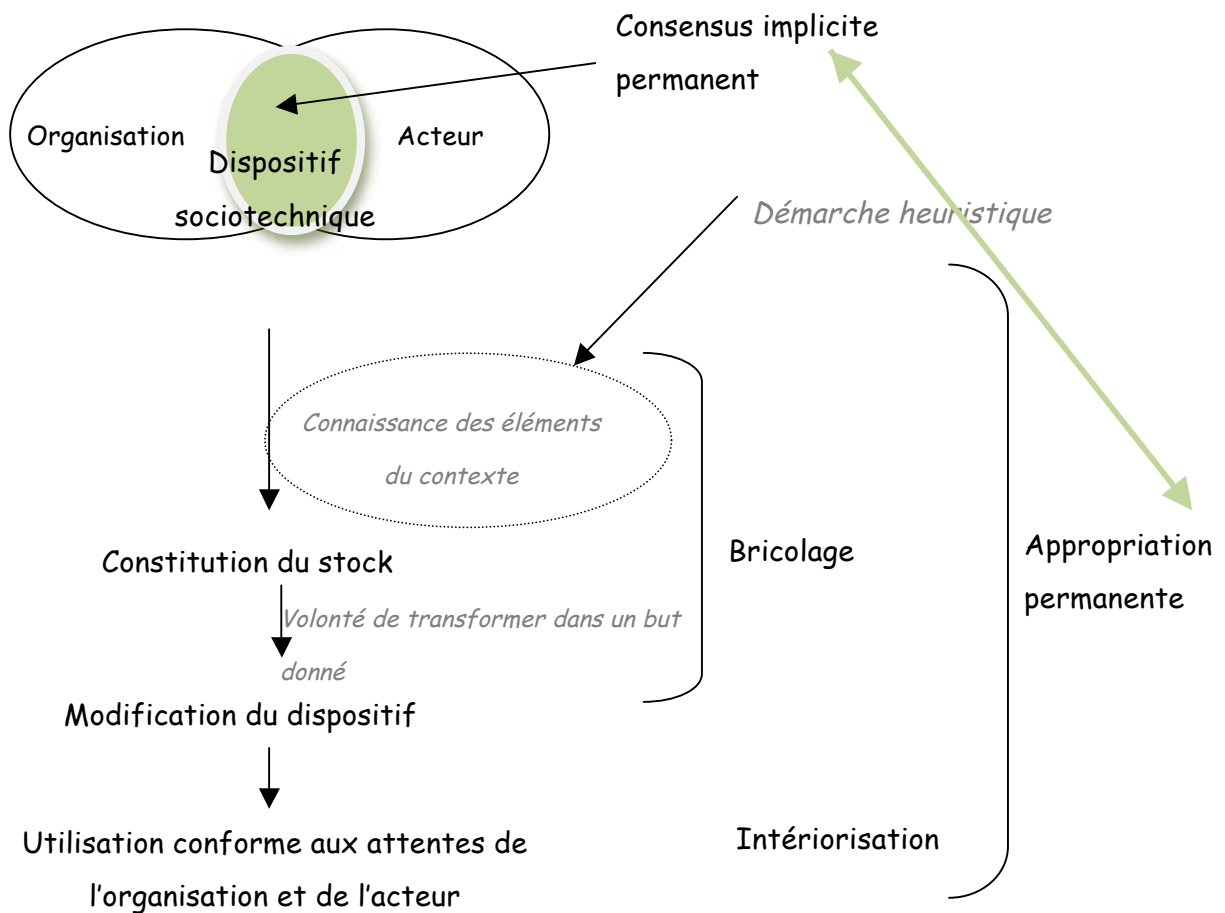 Consensus implicite
permanent
Organisation
Acteur
Dispositif
sociotechnique
Démarche heuristique
Connaissance des éléments
du contexte
Constitution du stock
Bricolage
Appropriation
permanente
Volonté de transformer dans un but
donné
Modification du dispositif
Utilisation conforme aux attentes de
l'organisation et de l'acteur
Intériorisation